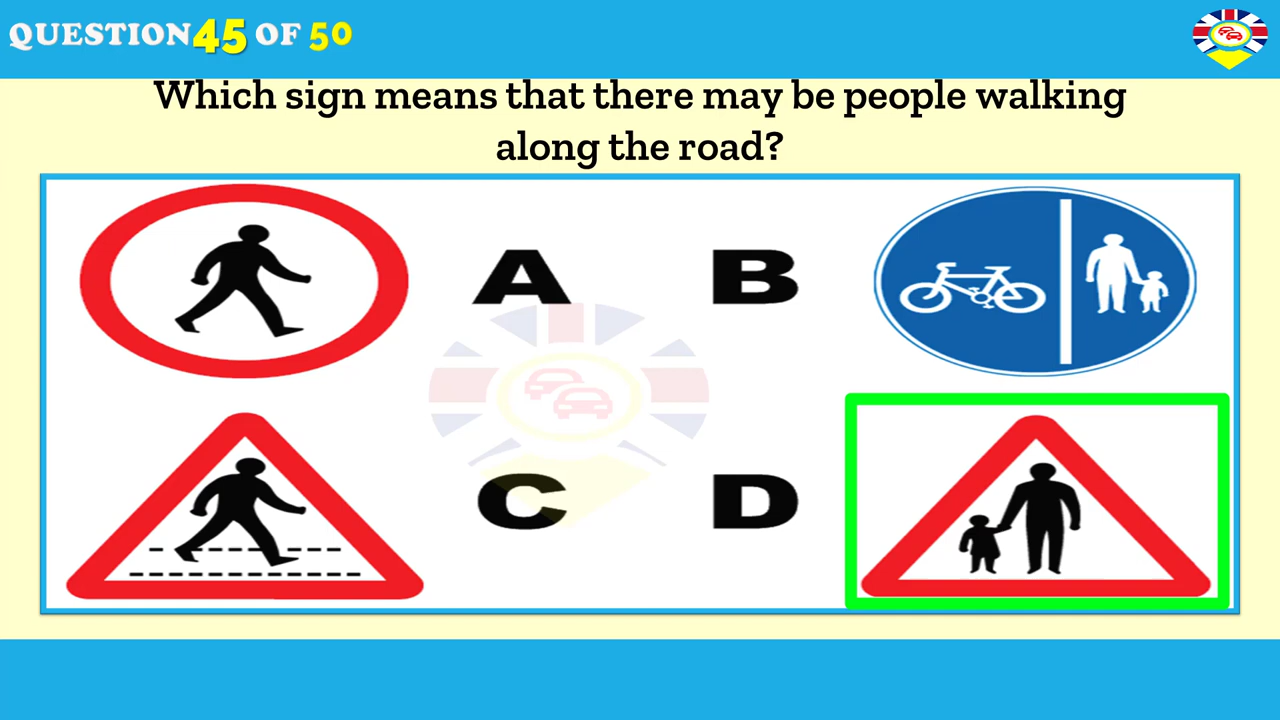 QUESTION 45 OF 50
Which sign means that there may be people walking
along the road?
A B
C D